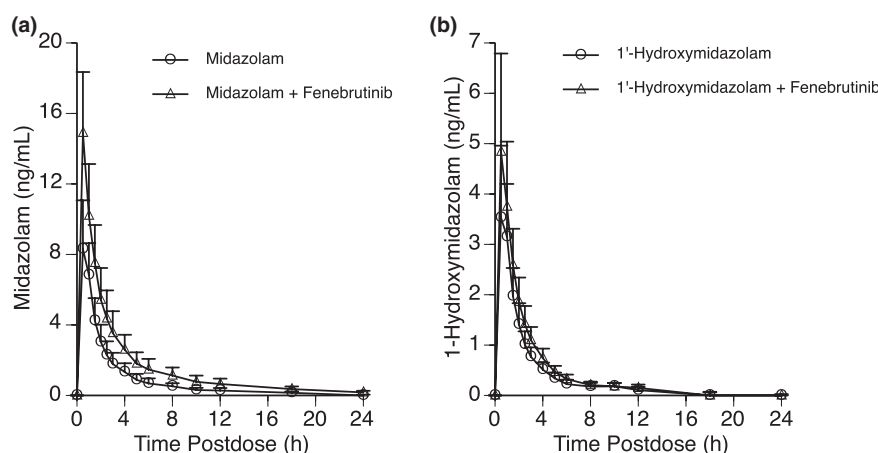 (a)
20
16
12
8
4
0
Midazolam (ng/mL)
Midazolam
Midazolam + Fenebrutinib
0 4 8 12 16 20 24
Time Postdose (h)
(b)
7
6
5
4
3
2
1
0
1-Hydroxymidazolam (ng/mL)
1'-Hydroxymidazolam
1'-Hydroxymidazolam + Fenebrutinib
0 4 8 12 16 20 24
Time Postdose (h)